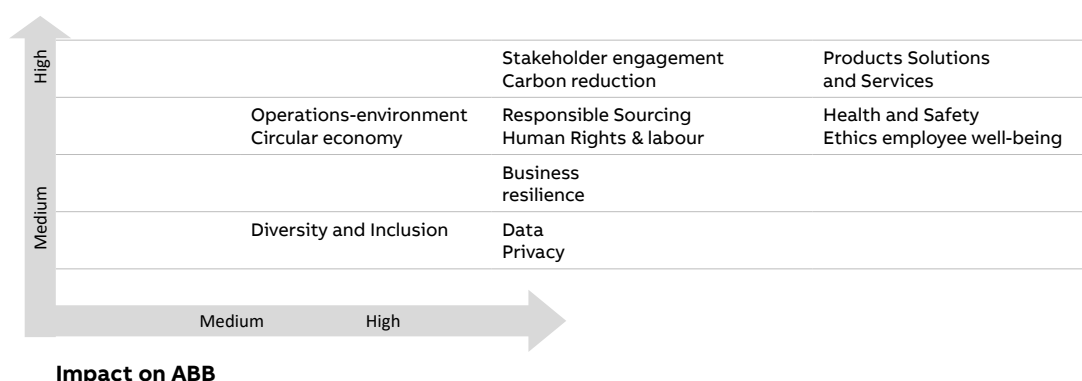 High
Stakeholder engagement
Carbon reduction
Products Solutions
and Services
Operations-environment
Circular economy
Responsible Sourcing
Human Rights & labour
Health and Safety
Ethics employee well-being
Business
resilience
Medium
Diversity and Inclusion
Data
Privacy
Medium High
Impact on ABB